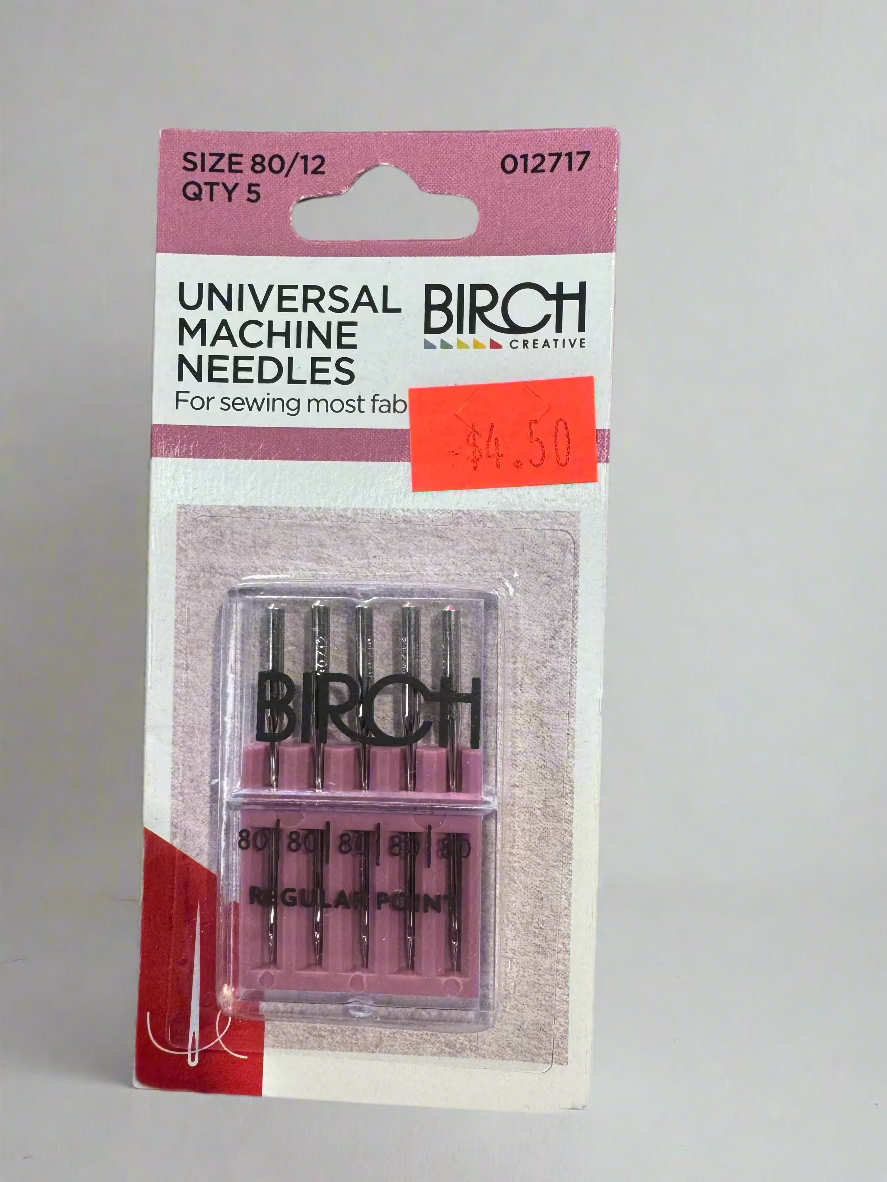 SIZE 80/12
QTY 5
012717
UNIVERSAL
MACHINE
NEEDLES
BIRCH
CREATIVE
For sewing most fab
$4.50
BIRCH
80 80 80 80 80
REGULAR POINT